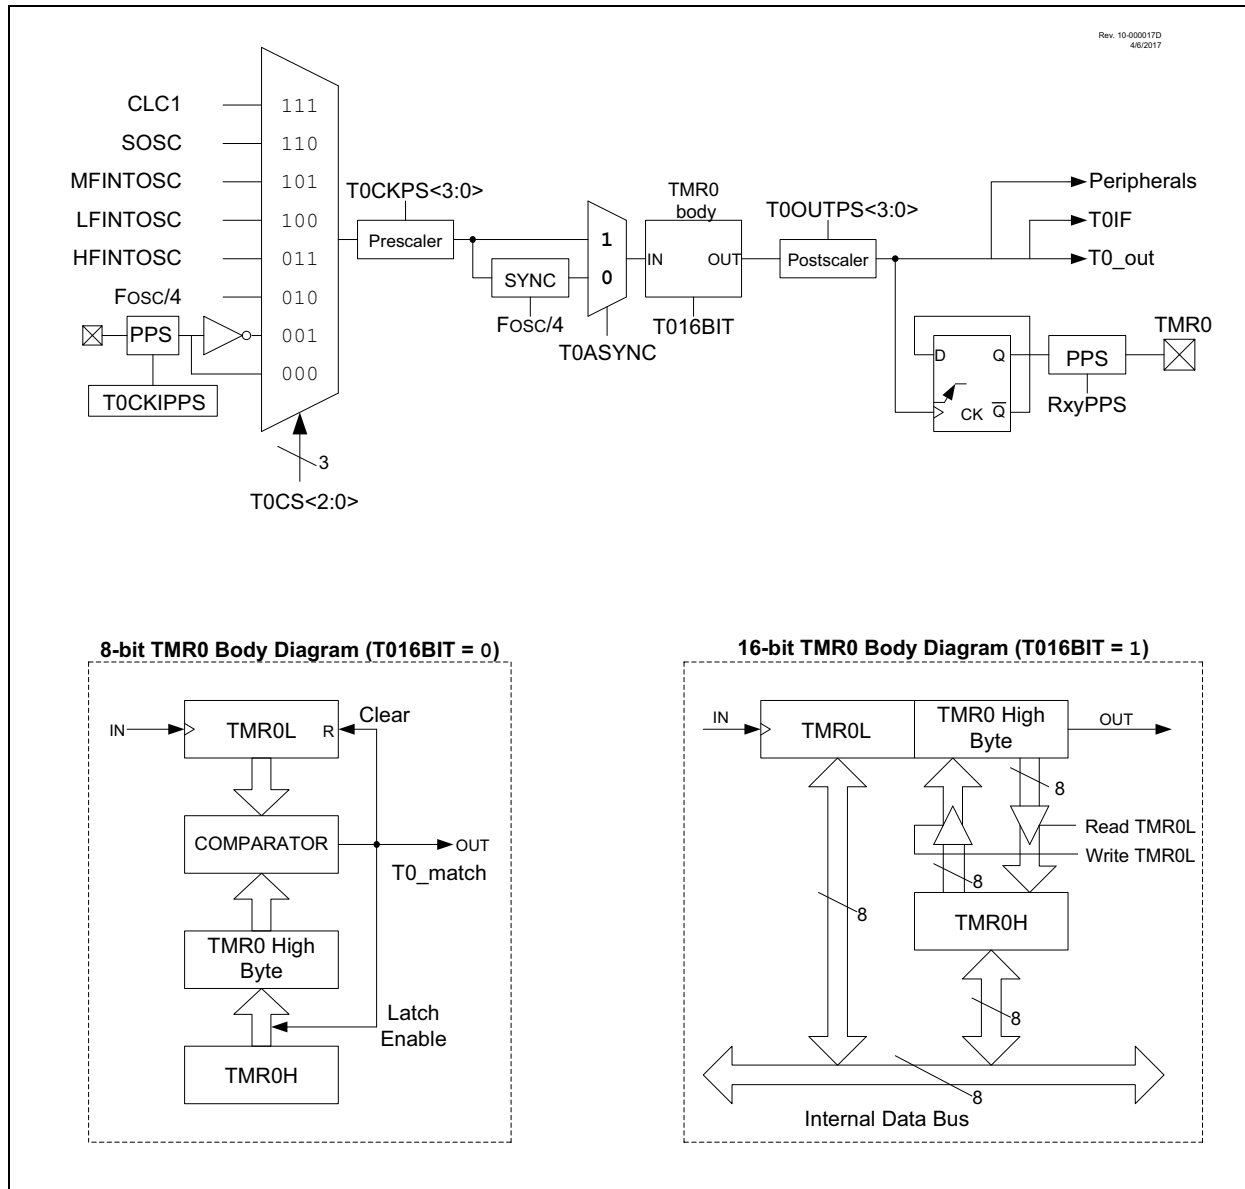 Rev. 10-000017D
4/6/2017
CLC1
111
SOSC
110
MFINTOSC
101
LFINTOSC
100
HFINTOSC
011
FOSC/4
010
PPS
001
000
T0CKIPPS
3
T0CS<2:0>
T0CKPS<3:0>
Prescaler
SYNC
FOSC/4
1
0
T0ASYNC
TMR0
body
IN
OUT
T016BIT
T0OUTPS<3:0>
Postscaler
Peripherals
T0IF
T0_out
D
Q
CK
Q
PPS
RxyPPS
TMR0
8-bit TMR0 Body Diagram (T016BIT = 0)
IN
TMR0L
R
Clear
COMPARATOR
OUT
T0_match
TMR0 High
Byte
Latch
Enable
TMR0H
16-bit TMR0 Body Diagram (T016BIT = 1)
IN
TMR0L
TMR0 High
Byte
OUT
8
Read TMR0L
Write TMR0L
8
8
TMR0H
8
8
Internal Data Bus